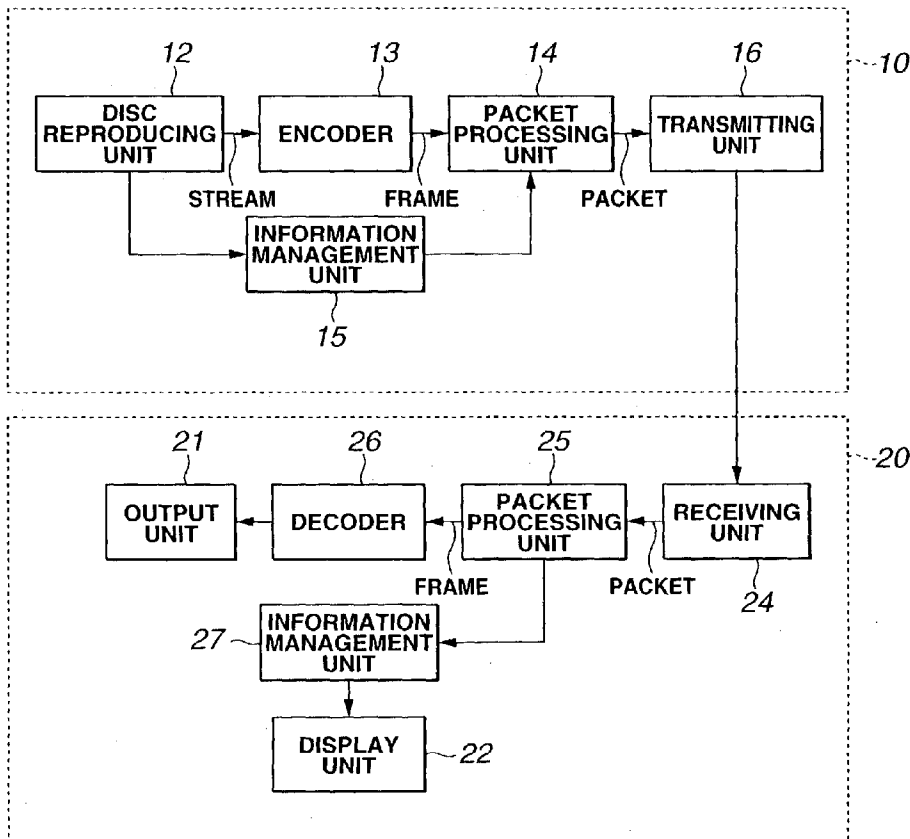 12
13
14
16
10
DISC
REPRODUCING
UNIT
ENCODER
PACKET
PROCESSING
UNIT
TRANSMITTING
UNIT
STREAM
FRAME
PACKET
INFORMATION
MANAGEMENT
UNIT
15
21
26
25
20
OUTPUT
UNIT
DECODER
PACKET
PROCESSING
UNIT
RECEIVING
UNIT
FRAME
PACKET
24
27
INFORMATION
MANAGEMENT
UNIT
DISPLAY
UNIT
22